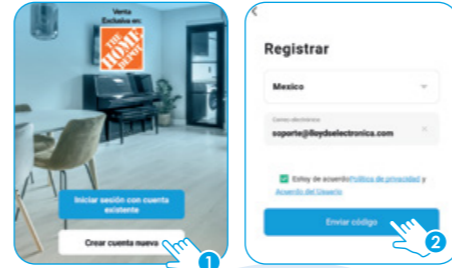 Venta
Exclusiva en:
THE
HOME
DEPOT
Iniciar sesión con cuenta
existente
Crear cuenta nueva
1
Registrar
Mexico
Correo electrónico
soporte@lloydselectronica.com
Estoy de acuerdo Política de privacidad y
Acuerdo del Usuario
Enviar código
2